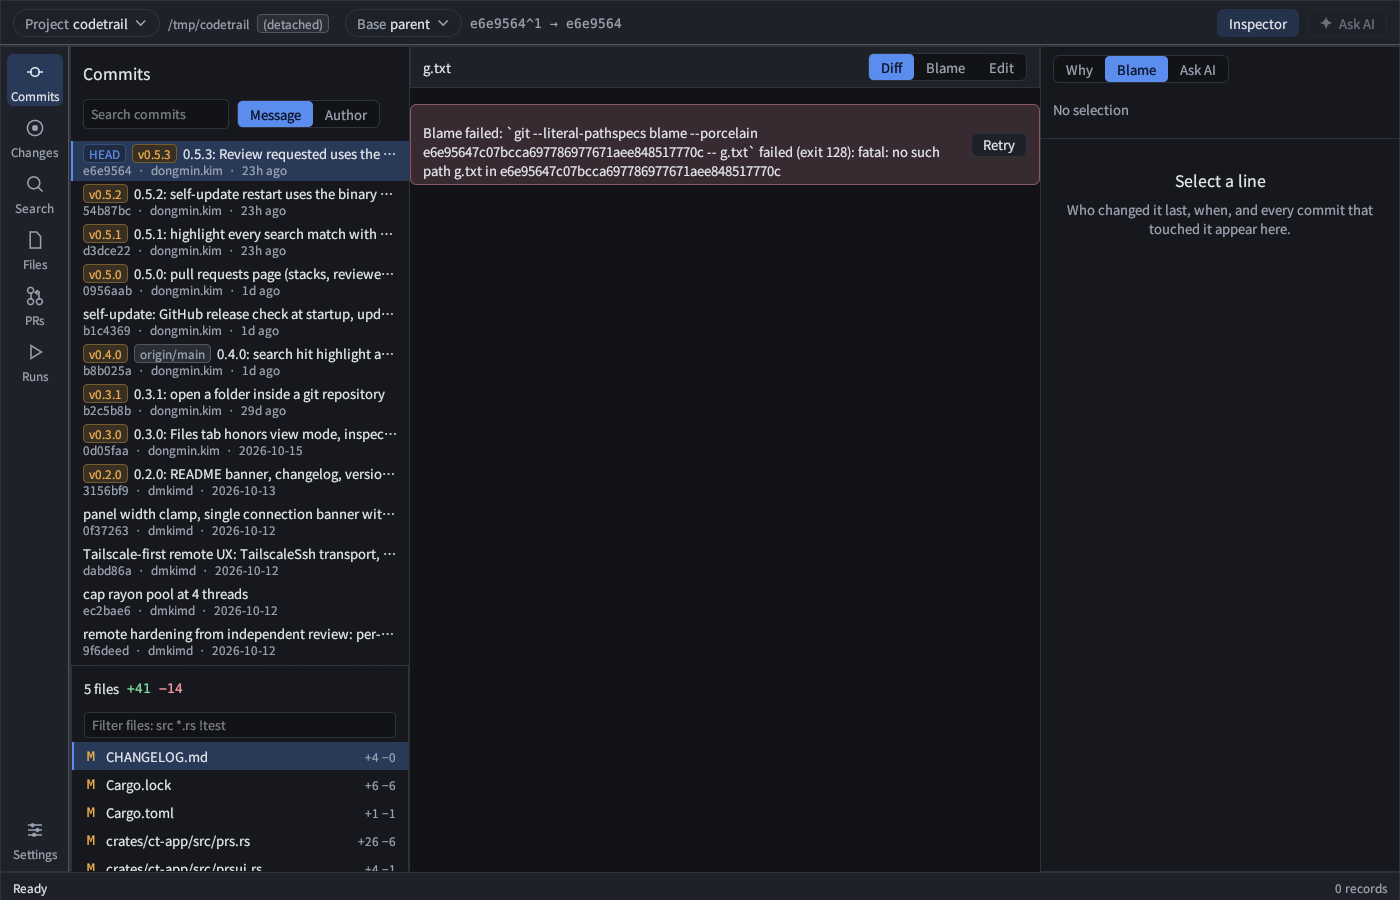 Project codetrail
/tmp/codetrail (detached)
Base parent
e6e9564^1 → e6e9564
Inspector
Ask AI
Commits
Changes
Search
Files
PRs
Runs
Settings
Commits
Search commits
Message
Author
HEAD v0.5.3 0.5.3: Review requested uses the ···
e6e9564 · dongmin.kim · 23h ago
v0.5.2 0.5.2: self-update restart uses the binary ···
54b87bc · dongmin.kim · 23h ago
v0.5.1 0.5.1: highlight every search match with ···
d3dce22 · dongmin.kim · 23h ago
v0.5.0 0.5.0: pull requests page (stacks, reviewe···
0956aab · dongmin.kim · 1d ago
self-update: GitHub release check at startup, upd···
b1c4369 · dongmin.kim · 1d ago
v0.4.0 origin/main 0.4.0: search hit highlight a···
b8b025a · dongmin.kim · 1d ago
v0.3.1 0.3.1: open a folder inside a git repository
b2c5b8b · dongmin.kim · 29d ago
v0.3.0 0.3.0: Files tab honors view mode, inspec···
0d05faa · dongmin.kim · 2026-10-15
v0.2.0 0.2.0: README banner, changelog, versio···
3156bf9 · dmkimd · 2026-10-13
panel width clamp, single connection banner wit···
0f37263 · dmkimd · 2026-10-12
Tailscale-first remote UX: TailscaleSsh transport, ···
dabd86a · dmkimd · 2026-10-12
cap rayon pool at 4 threads
ec2bae6 · dmkimd · 2026-10-12
remote hardening from independent review: per-···
9f6deed · dmkimd · 2026-10-12
5 files +41 −14
Filter files: src *.rs !test
M CHANGELOG.md +4 −0
M Cargo.lock +6 −6
M Cargo.toml +1 −1
M crates/ct-app/src/prs.rs +26 −6
M crates/ct-app/src/prsui.rs +4 −1
g.txt
Diff
Blame
Edit
Blame failed: `git --literal-pathspecs blame --porcelain
e6e95647c07bcca697786977671aee848517770c -- g.txt` failed (exit 128): fatal: no such
path g.txt in e6e95647c07bcca697786977671aee848517770c
Retry
Why
Blame
Ask AI
No selection
Select a line
Who changed it last, when, and every commit that
touched it appear here.
Ready
0 records